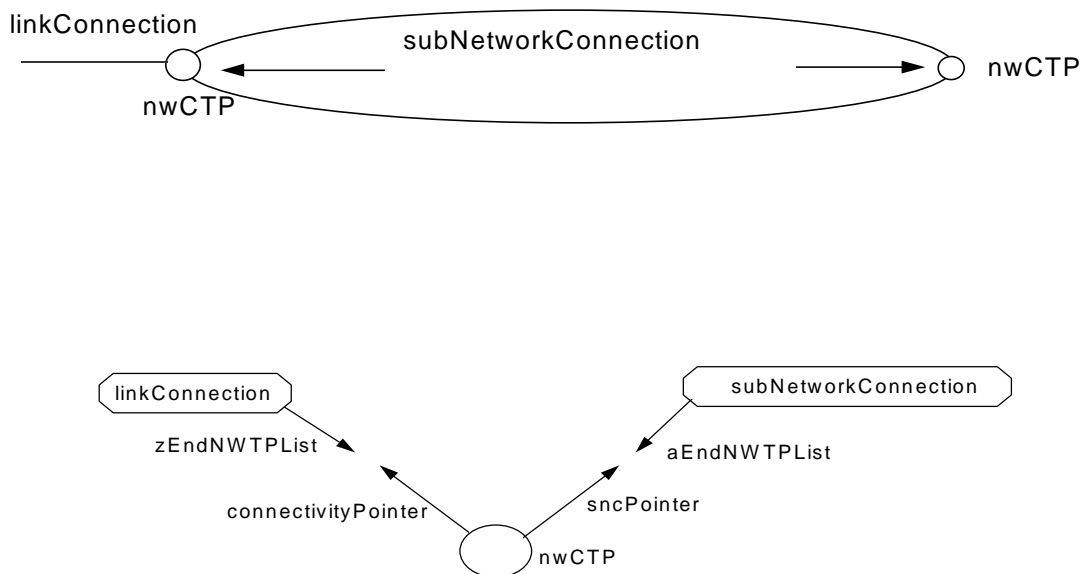 linkConnection
subNetworkConnection
nwCTP
nwCTP
linkConnection
subNetworkConnection
zEndNWTPList
aEndNWTPList
connectivityPointer
sncPointer
nwCTP